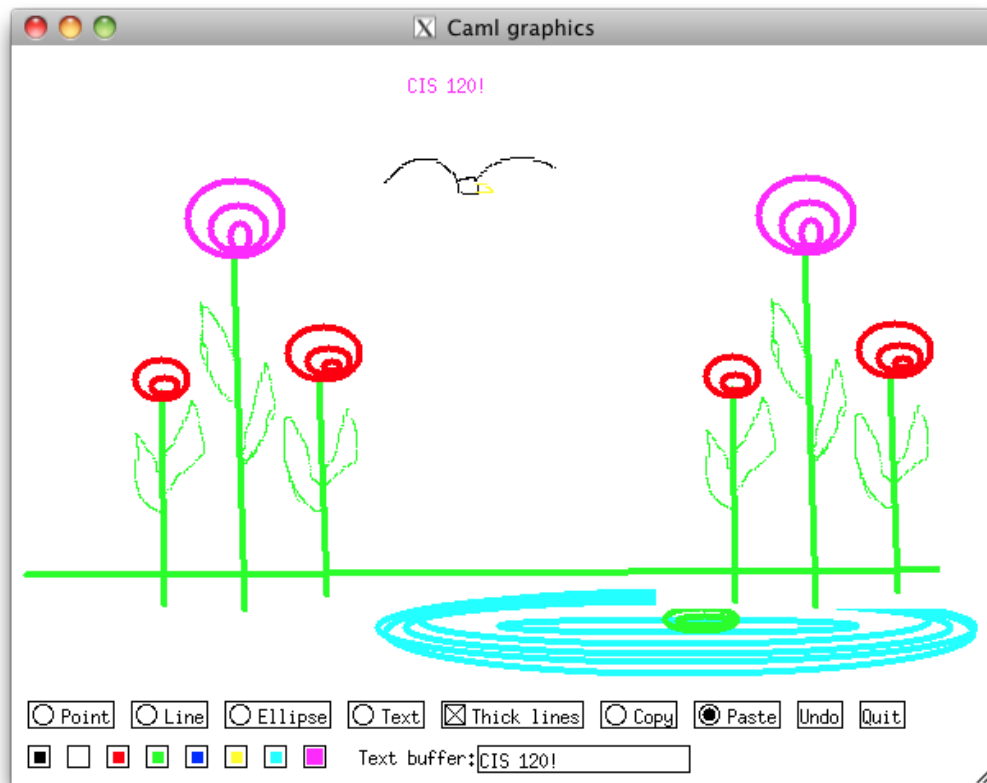 Caml graphics
CIS 120!
Point Line Ellipse Text Thick lines Copy Paste Undo Quit
Text buffer: CIS 120!